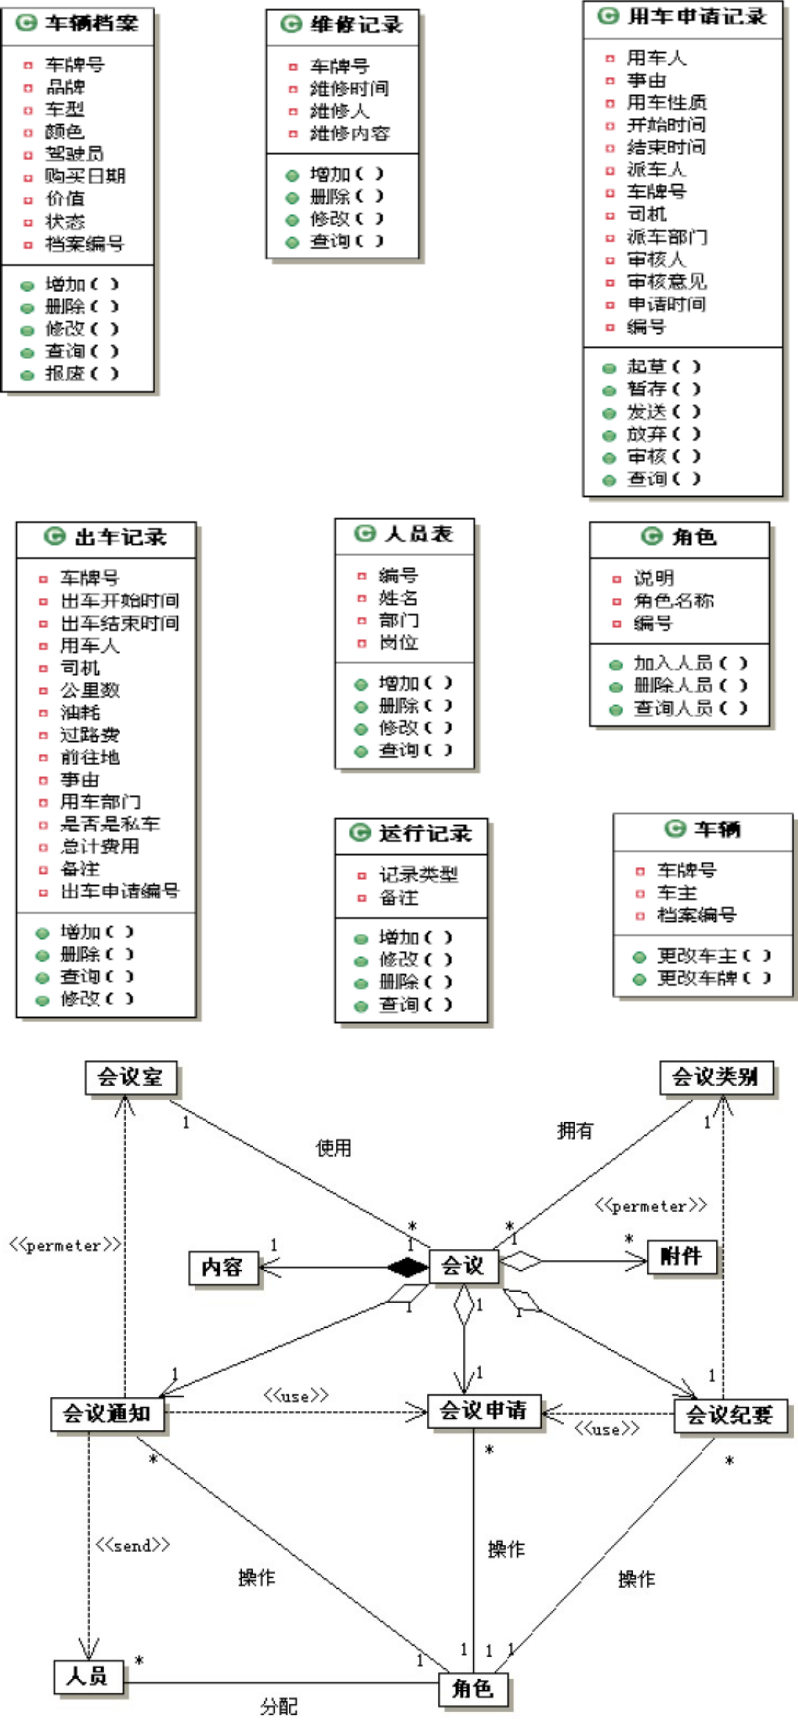 车辆档案
车牌号
品牌
车型
颜色
驾驶员
购买日期
价值
状态
档案编号
增加( )
删除( )
修改( )
查询( )
报废( )
维修记录
车牌号
维修时间
维修人
维修内容
增加( )
删除( )
修改( )
查询( )
用车申请记录
用车人
事由
用车性质
开始时间
结束时间
派车人
车牌号
司机
派车部门
审核人
审核意见
申请时间
编号
起草( )
暂存( )
发送( )
放弃( )
审核( )
查询( )
出车记录
车牌号
出车开始时间
出车结束时间
用车人
司机
公里数
油耗
过路费
前往地
事由
用车部门
是否是私车
总计费用
备注
出车申请编号
增加( )
删除( )
查询( )
修改( )
人员表
编号
姓名
部门
岗位
增加( )
删除( )
修改( )
查询( )
角色
说明
角色名称
编号
加入人员( )
删除人员( )
查询人员( )
运行记录
记录类型
备注
增加( )
修改( )
删除( )
查询( )
车辆
车牌号
车主
档案编号
更改车主( )
更改车牌( )
会议室
会议类别
1
使用
拥有
1
<<permeter>>
<<permeter>>
*
*
1
内容
1
会议
1
*
附件
1
1
1
1
1
1
会议通知
<<use>>
会议申请
<<use>>
会议纪要
*
*
*
<<send>>
操作
操作
操作
人员
*
1
1
1
1
角色
分配